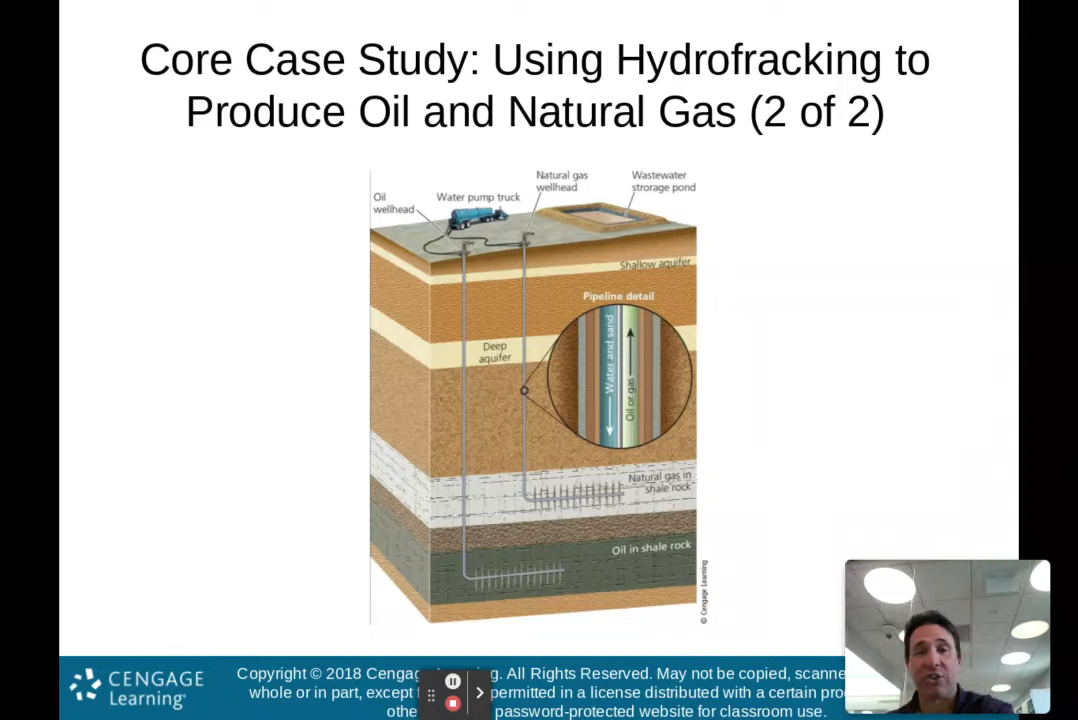 Core Case Study: Using Hydrofracking to
Produce Oil and Natural Gas (2 of 2)
Natural gas
wellhead
Wastewater
strorage pond
Oil
wellhead
Water pump truck
Shallow aquifer
Pipeline detail
Deep
aquifer
Water and sand
Oil or gas
Natural gas in
shale rock
Oil in shale rock
© Cengage Learning
CENGAGE
Learning
Copyright © 2018 Cengag g. All Rights Reserved. May not be copied, scanne
whole or in part, except permitted in a license distributed with a certain
password-protected website for classroom use.